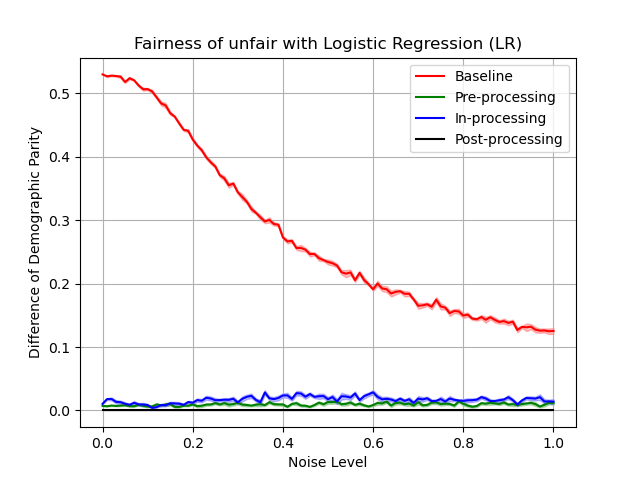 Fairness of unfair with Logistic Regression (LR)
Baseline
Pre-processing
In-processing
Post-processing
Difference of Demographic Parity
0.5
0.4
0.3
0.2
0.1
0.0
0.0 0.2 0.4 0.6 0.8 1.0
Noise Level